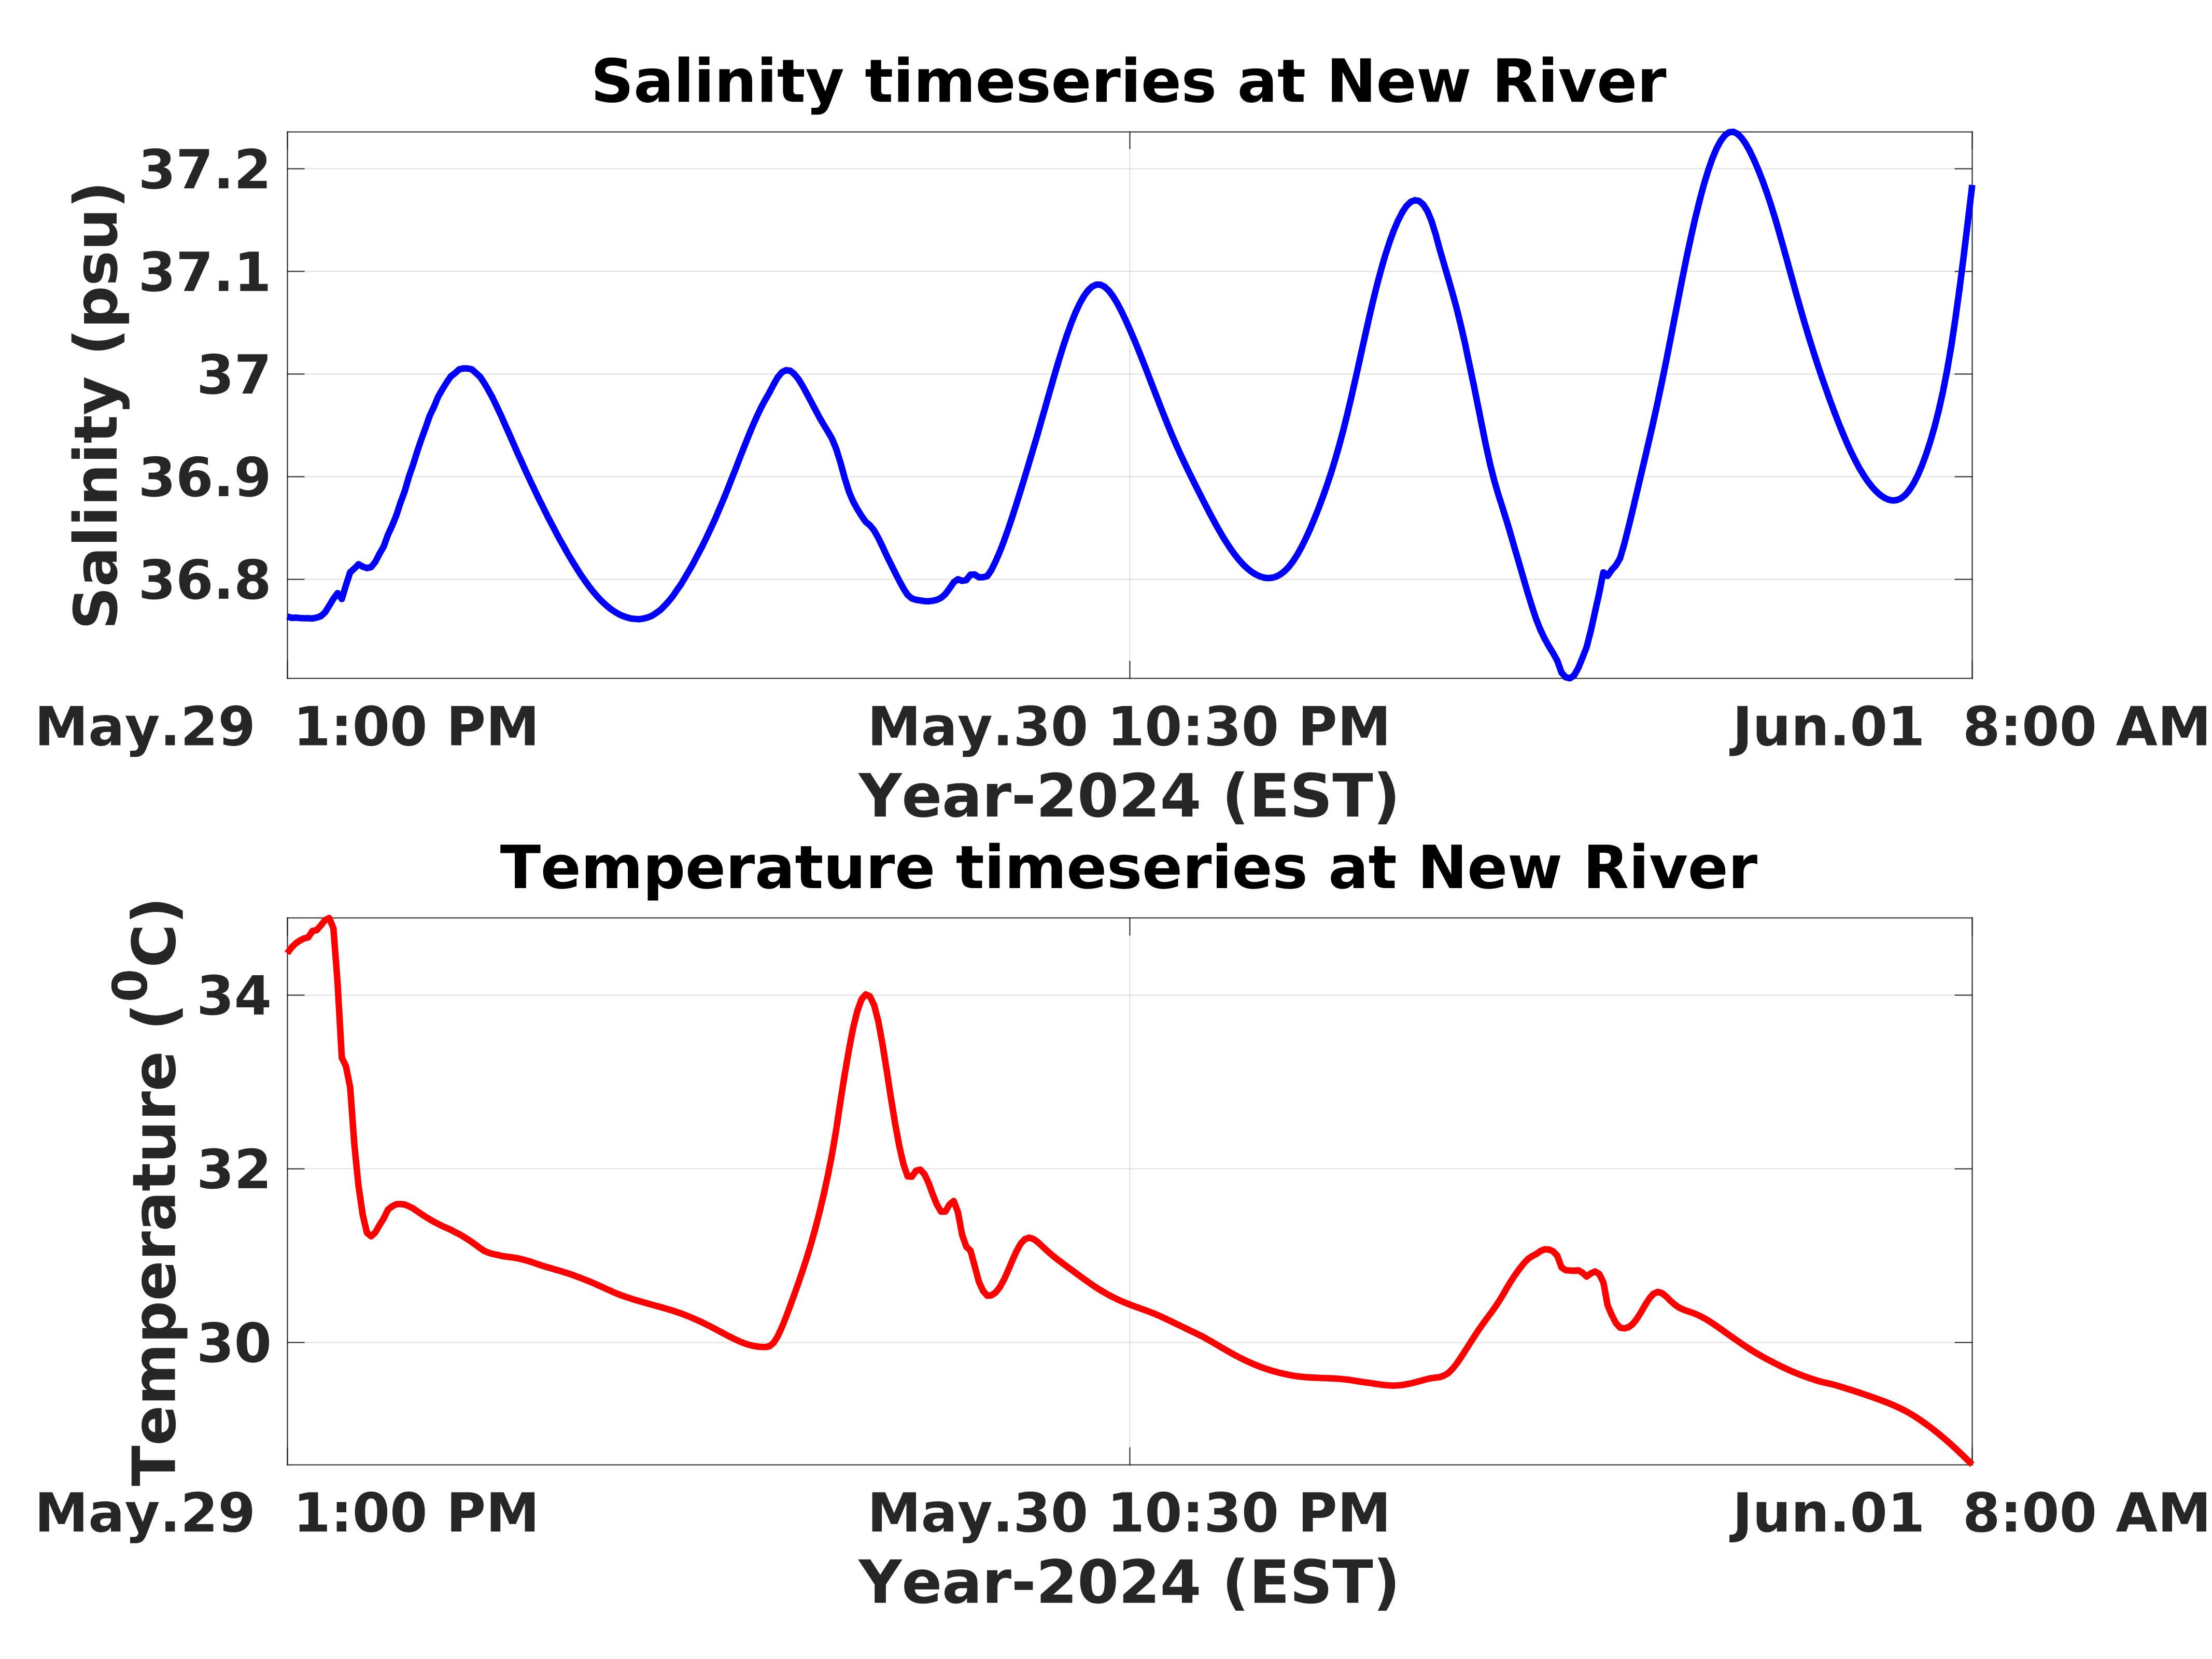 Salinity timeseries at New River
Salinity (psu)
37.2
37.1
37
36.9
36.8
May.29 1:00 PM
May.30 10:30 PM
Jun.01 8:00 AM
Year-2024 (EST)
Temperature timeseries at New River
Temperature (⁰C)
34
32
30
May.29 1:00 PM
May.30 10:30 PM
Jun.01 8:00 AM
Year-2024 (EST)